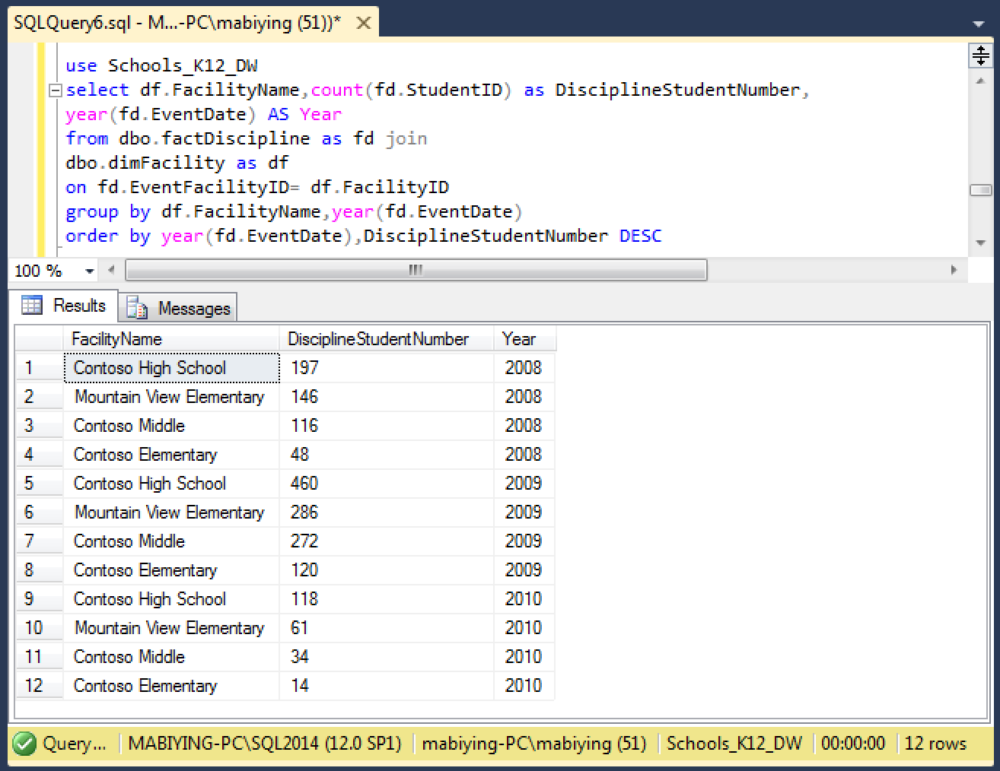 SQLQuery6.sql - M...-PC\mabiying (51))*
use Schools_K12_DW
select df.FacilityName,count(fd.StudentID) as DisciplineStudentNumber,
year(fd.EventDate) AS Year
from dbo.factDiscipline as fd join
dbo.dimFacility as df
on fd.EventFacilityID= df.FacilityID
group by df.FacilityName,year(fd.EventDate)
order by year(fd.EventDate),DisciplineStudentNumber DESC
100 %
Results Messages
FacilityName DisciplineStudentNumber Year
1 Contoso High School 197 2008
2 Mountain View Elementary 146 2008
3 Contoso Middle 116 2008
4 Contoso Elementary 48 2008
5 Contoso High School 460 2009
6 Mountain View Elementary 286 2009
7 Contoso Middle 272 2009
8 Contoso Elementary 120 2009
9 Contoso High School 118 2010
10 Mountain View Elementary 61 2010
11 Contoso Middle 34 2010
12 Contoso Elementary 14 2010
Query... MABIYING-PC\SQL2014 (12.0 SP1) mabiying-PC\mabiying (51) Schools_K12_DW 00:00:00 12 rows